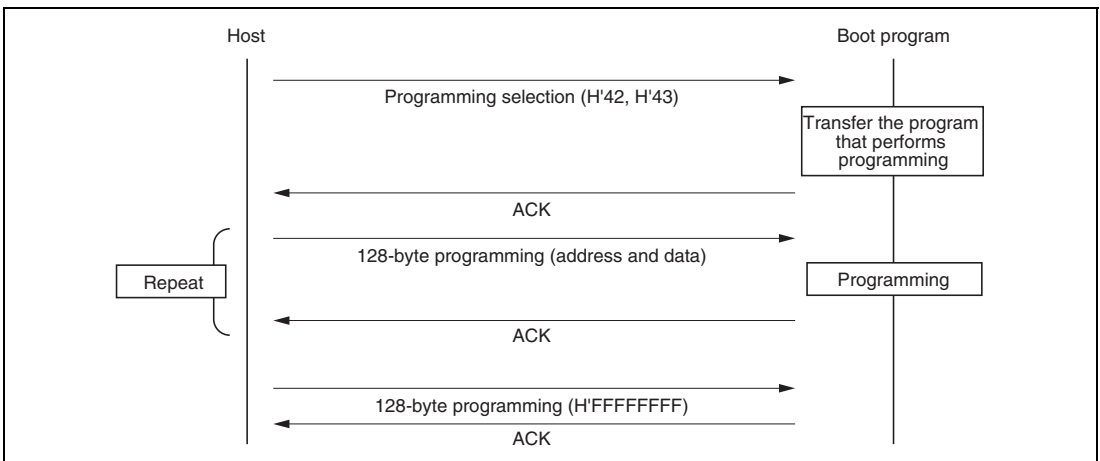 Host
Boot program
Programming selection (H'42, H'43)
Transfer the program
that performs
programming
ACK
128-byte programming (address and data)
Repeat
Programming
ACK
128-byte programming (H'FFFFFFFF)
ACK